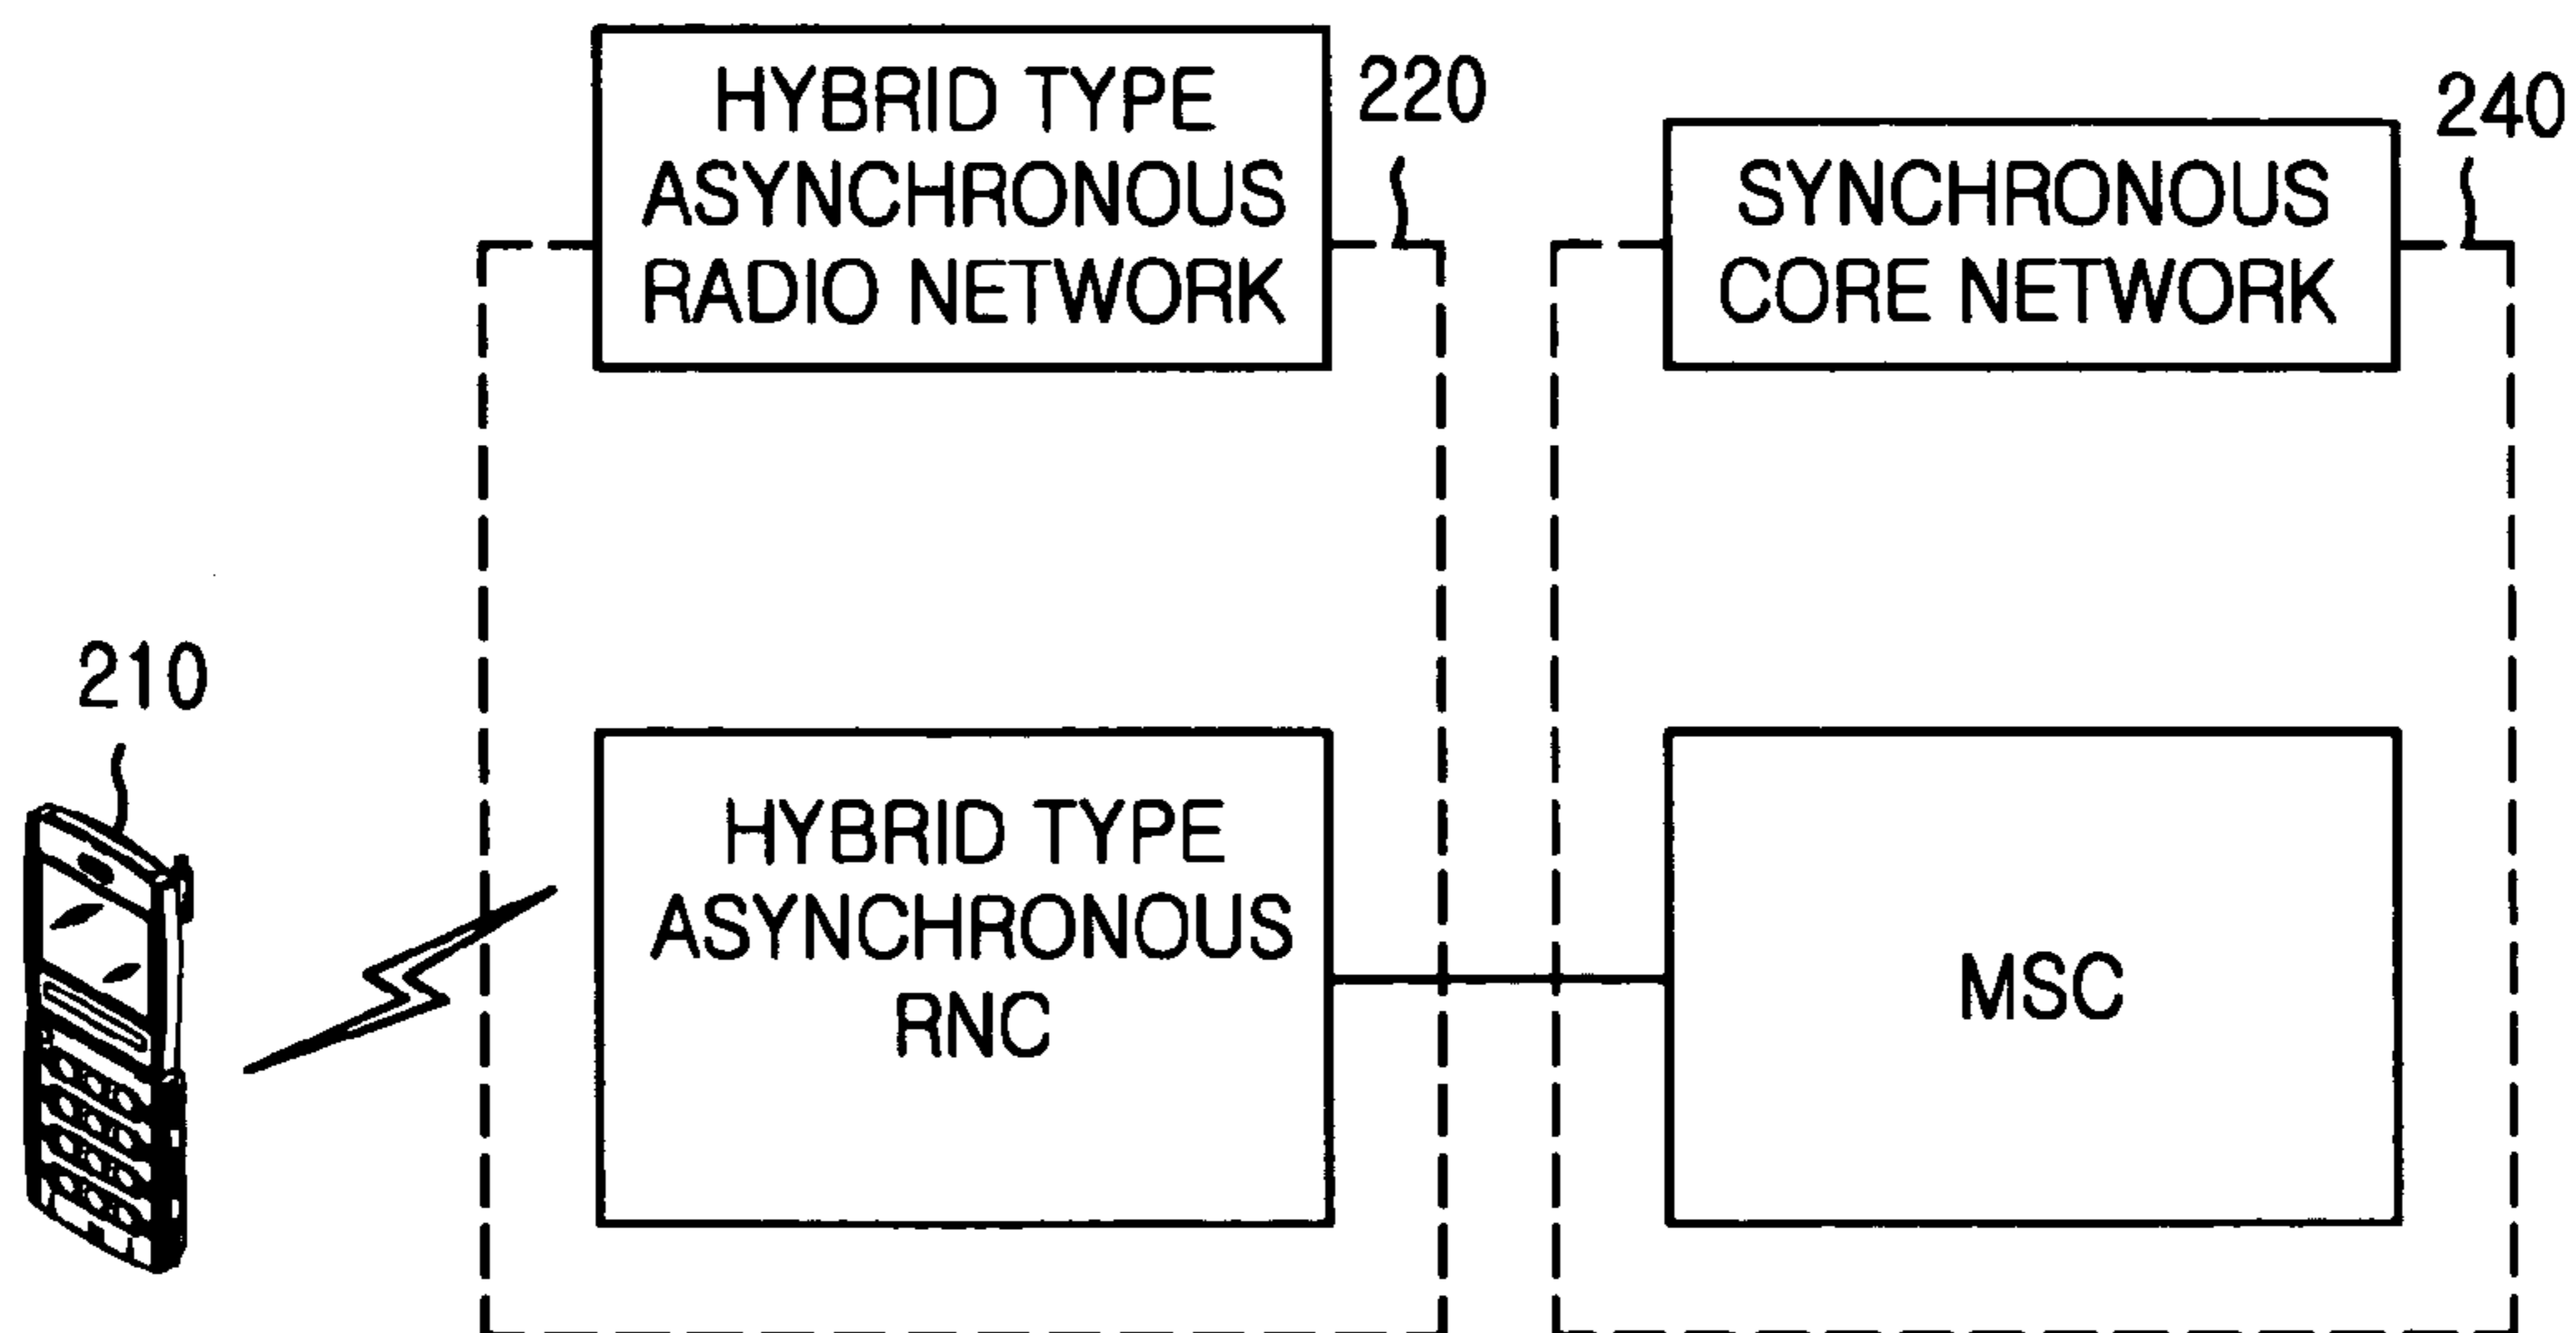 HYBRID TYPE
ASYNCHRONOUS
RADIO NETWORK
220
SYNCHRONOUS
CORE NETWORK
240
210
HYBRID TYPE
ASYNCHRONOUS
RNC
MSC